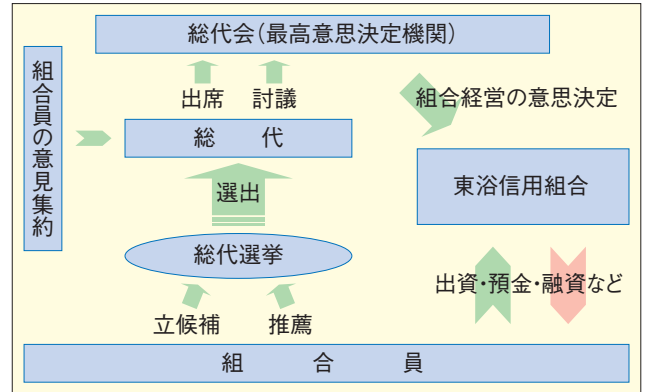 総代会（最高意思決定機関）
組合員の意見集約
出席
討議
組合経営の意思決定
総代
選出
東浴信用組合
総代選挙
出資・預金・融資など
立候補
推薦
組合員